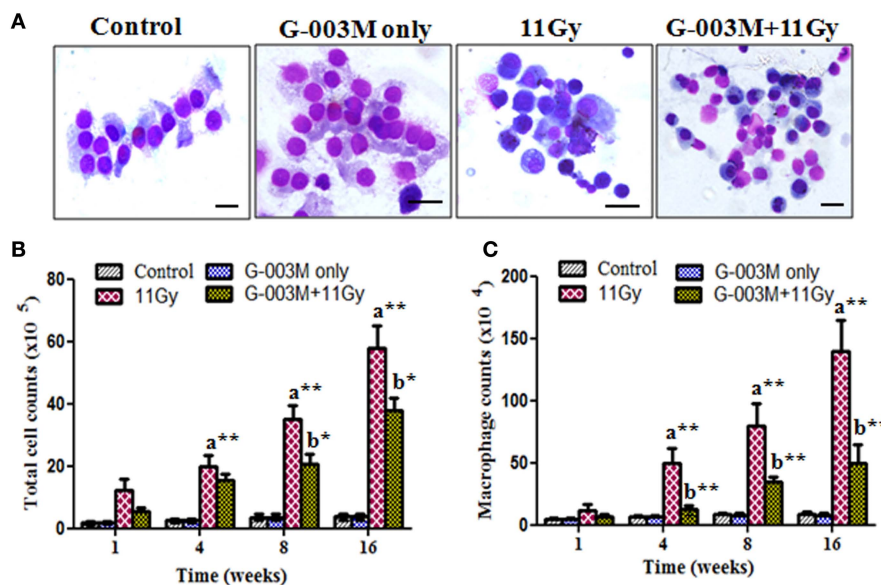 A
Control
G-003M only
11Gy
G-003M+11Gy
B
Control
G-003M only
11Gy
G-003M+11Gy
Total cell counts (x10 5)
80
60
40
20
0
a**
a**
b*
a**
b*
1
4
8
16
Time (weeks)
C
Control
G-003M only
11Gy
G-003M+11Gy
Macrophage counts (x10 4)
200
150
100
50
0
a**
b**
a**
b**
a**
b**
1
4
8
16
Time (weeks)